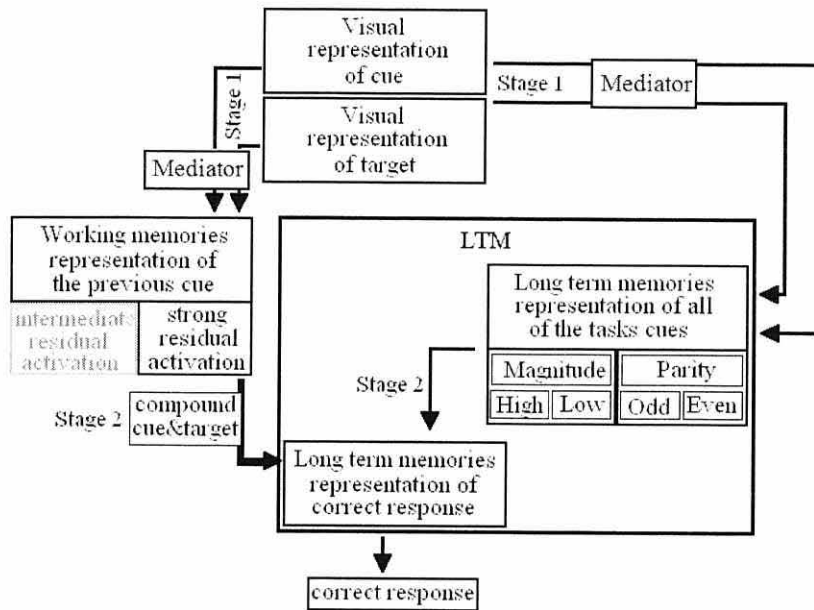 Visual
representation
of cue
Stage 1
Mediator
Stage 1
Visual
representation
of target
Mediator
Working memories
representation of
the previous cue
intermediate
residual
activation
strong
residual
activation
LTM
Long term memories
representation of all
of the tasks cues
Magnitude
Parity
High
Low
Odd
Even
Stage 2
Stage 2
compound
cue&target
Long term memories
representation of
correct response
correct response